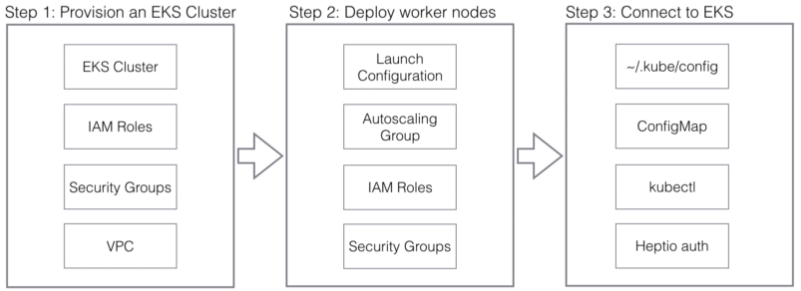 Step 1: Provision an EKS Cluster
EKS Cluster
IAM Roles
Security Groups
VPC
Step 2: Deploy worker nodes
Launch
Configuration
Autoscaling
Group
IAM Roles
Security Groups
Step 3: Connect to EKS
~/.kube/config
ConfigMap
kubectl
Heptio auth